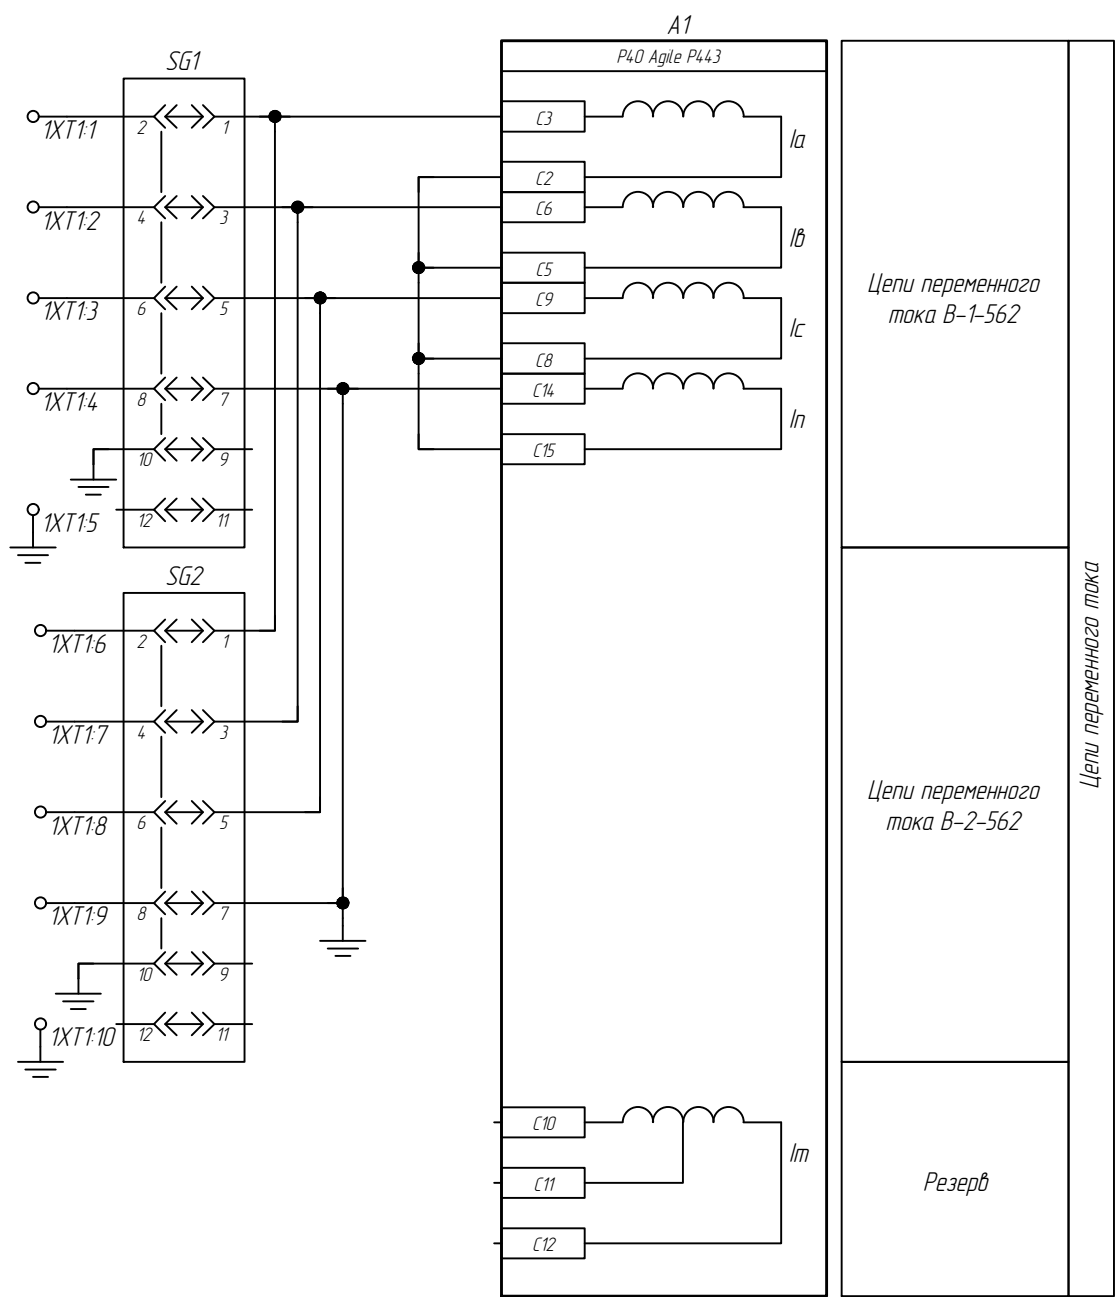 A1
P40 Agile P443
SG1
1XT1:1
2
1
C3
Ia
C2
1XT1:2
4
3
C6
Iв
C5
1XT1:3
6
5
C9
Ic
C8
1XT1:4
8
7
C14
In
C15
10
9
1XT1:5
12
11
Цепи переменного
тока В-1-562
SG2
1XT1:6
2
1
1XT1:7
4
3
1XT1:8
6
5
1XT1:9
8
7
10
9
1XT1:10
12
11
Цепи переменного
тока В-2-562
Цепи переменного тока
C10
Im
C11
C12
Резерв